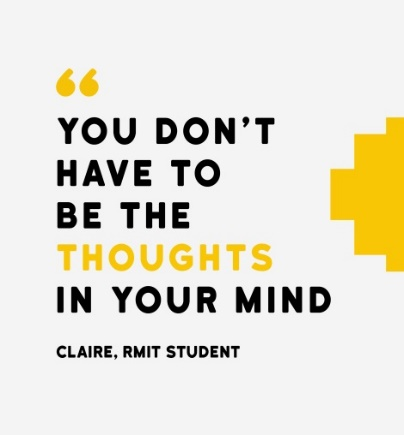 “
YOU DON’T
HAVE TO
BE THE
THOUGHTS
IN YOUR MIND
CLAIRE, RMIT STUDENT